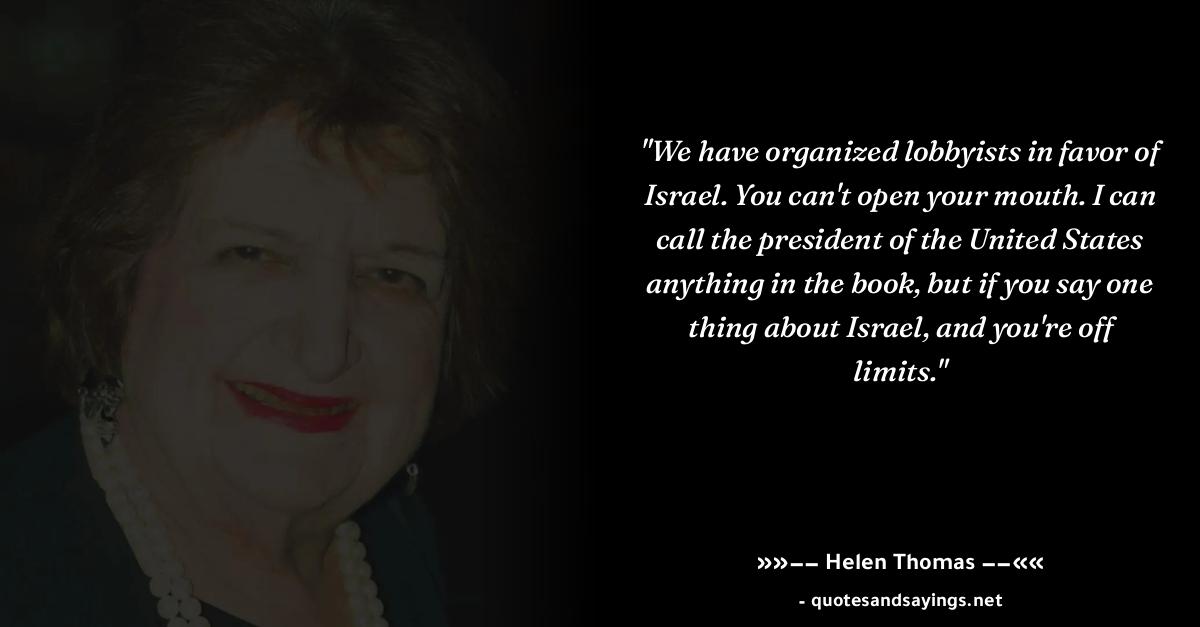 "We have organized lobbyists in favor of
Israel. You can't open your mouth. I can
call the president of the United States
anything in the book, but if you say one
thing about Israel, and you're off
limits."
»»−− Helen Thomas −−««
- quotesandsayings.net